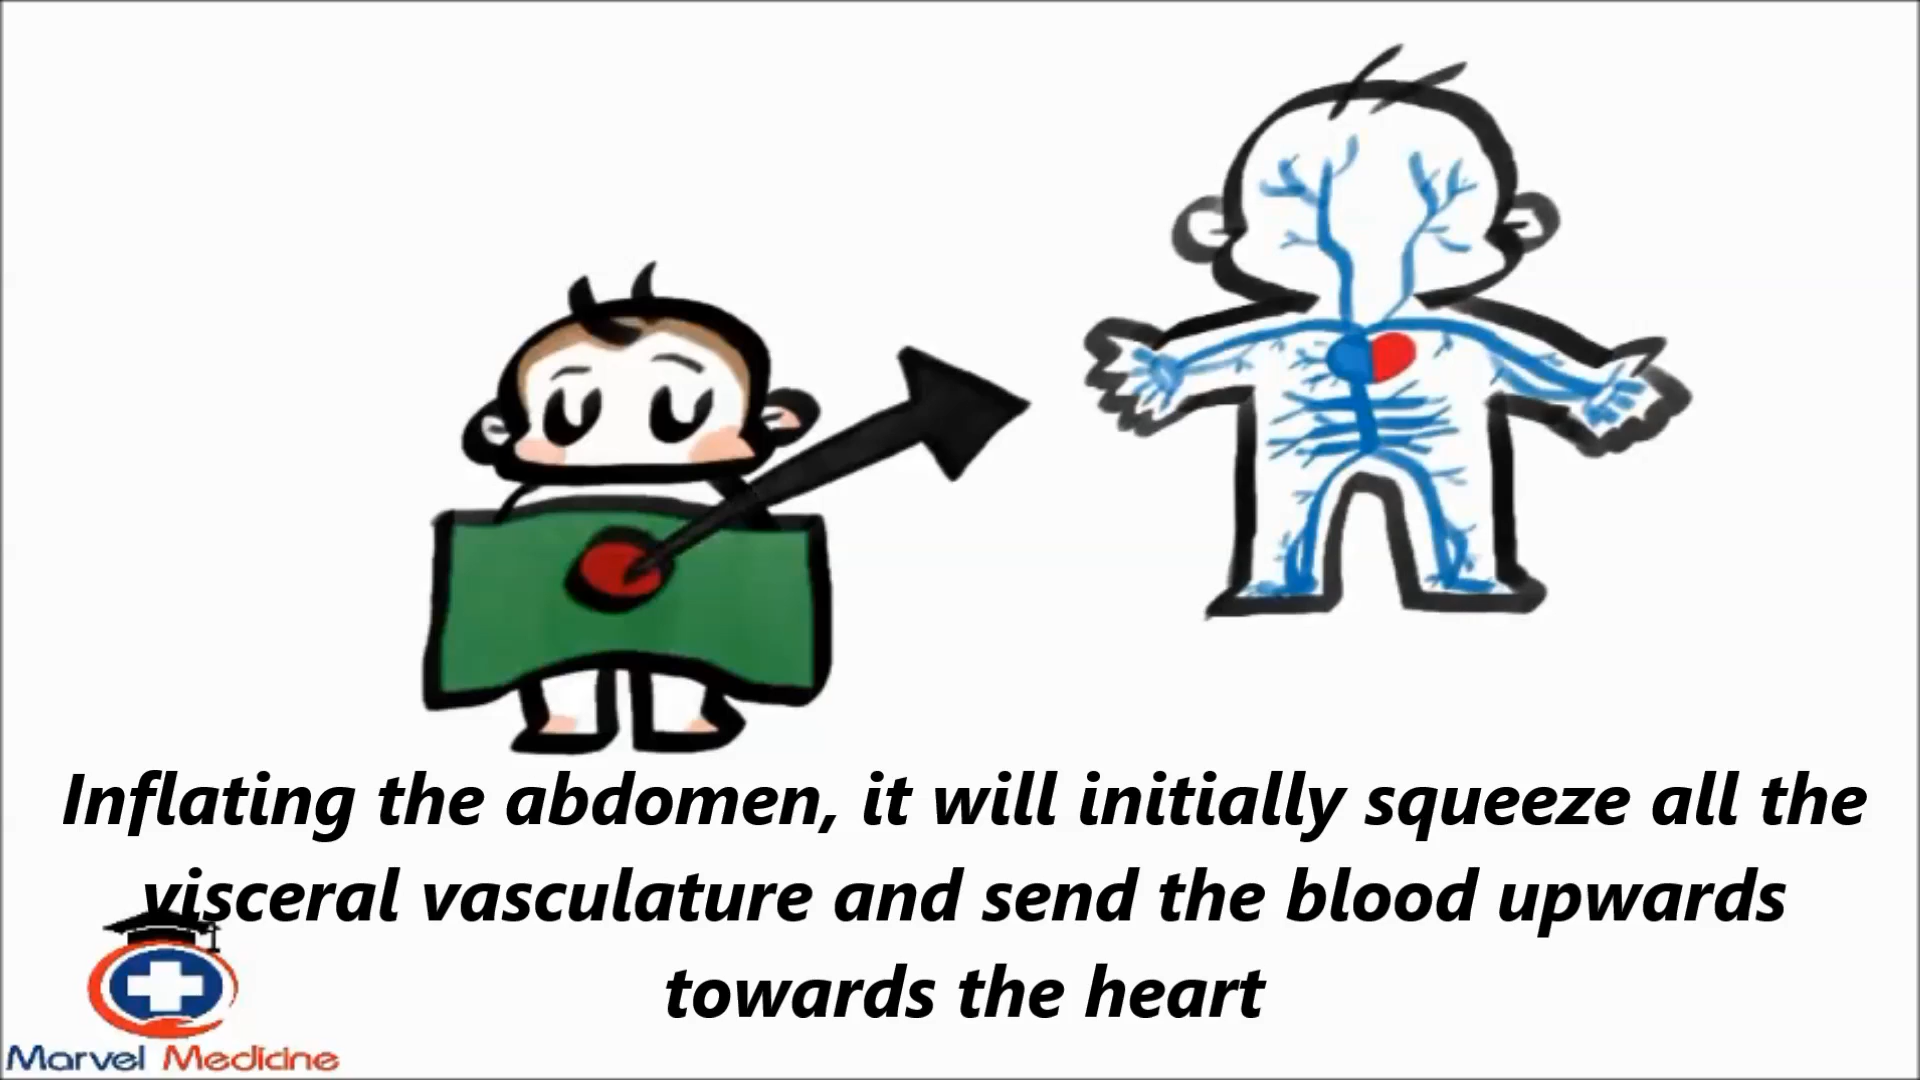 Inflating the abdomen, it will initially squeeze all the
visceral vasculature and send the blood upwards
towards the heart
Marvel Medicine